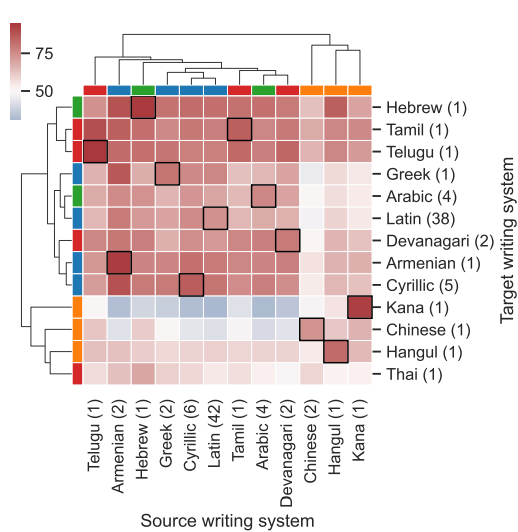 75
50
Hebrew (1)
Tamil (1)
Telugu (1)
Greek (1)
Arabic (4)
Latin (38)
Devanagari (2)
Armenian (1)
Cyrillic (5)
Kana (1)
Chinese (1)
Hangul (1)
Thai (1)
Target writing system
Telugu (1)
Armenian (2)
Hebrew (1)
Greek (2)
Cyrillic (6)
Latin (42)
Tamil (1)
Arabic (4)
Devanagari (2)
Chinese (2)
Hangul (1)
Kana (1)
Source writing system